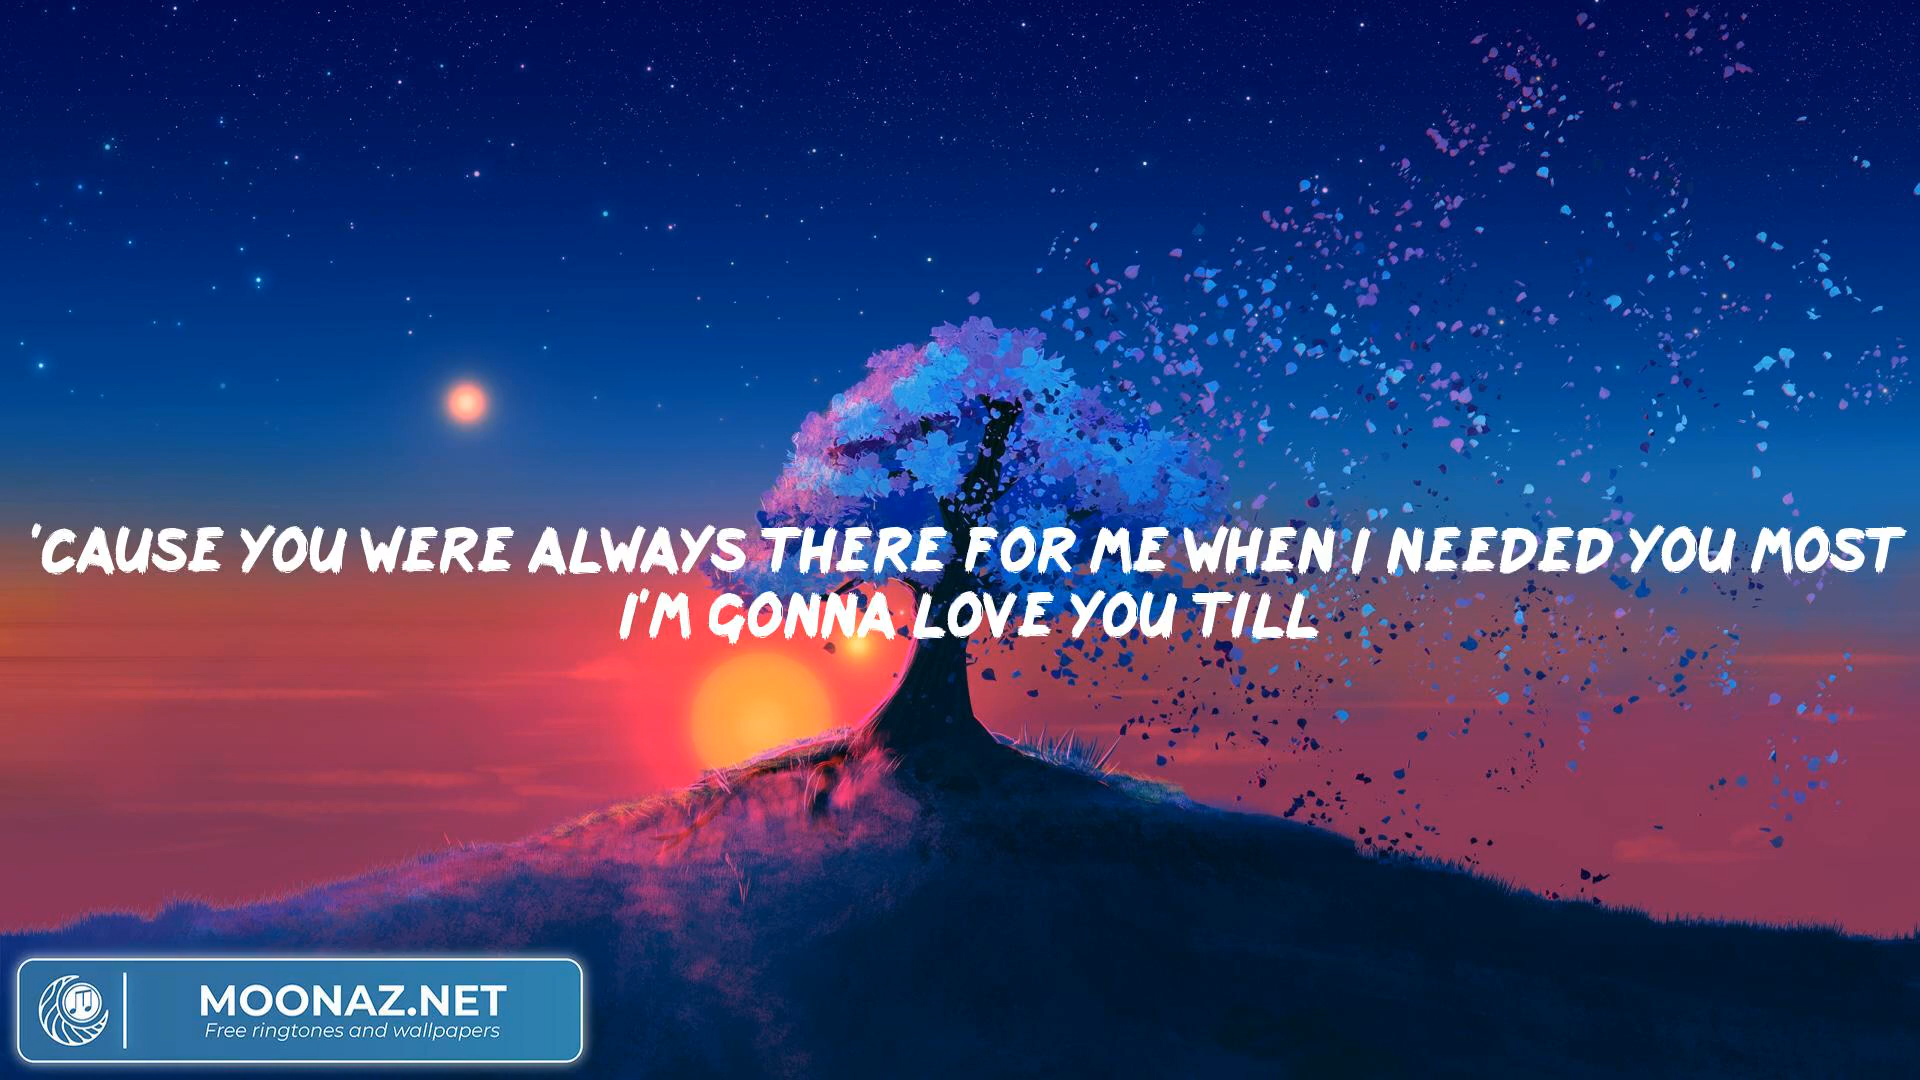 'CAUSE YOU WERE ALWAYS THERE FOR ME WHEN I NEEDED YOU MOST
I'M GONNA LOVE YOU TILL
MOONAZ.NET
Free ringtones and wallpapers